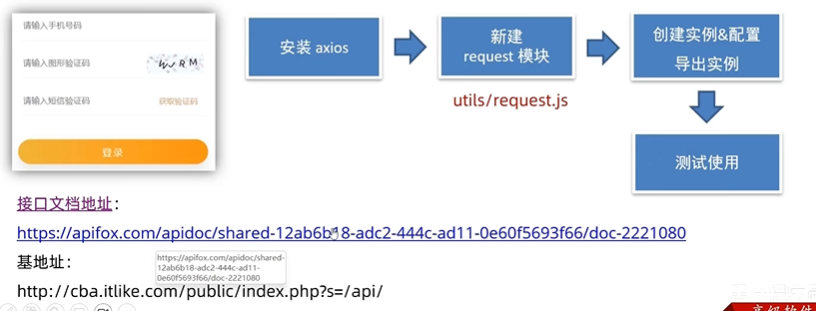 请输入手机号码
请输入图形验证码
请输入短信验证码
获取验证码
登录
安装 axios
新建
request 模块
utils/request.js
创建实例&配置
导出实例
测试使用
接口文档地址：
https://apifox.com/apidoc/shared-12ab6b18-adc2-444c-ad11-0e60f5693f66/doc-2221080
基地址：
https://apifox.com/apidoc/shared-
12ab6b18-adc2-444c-ad11-
0e60f5693f66/doc-2221080
http://cba.itlike.com/public/index.php?s=/api/
高级软件